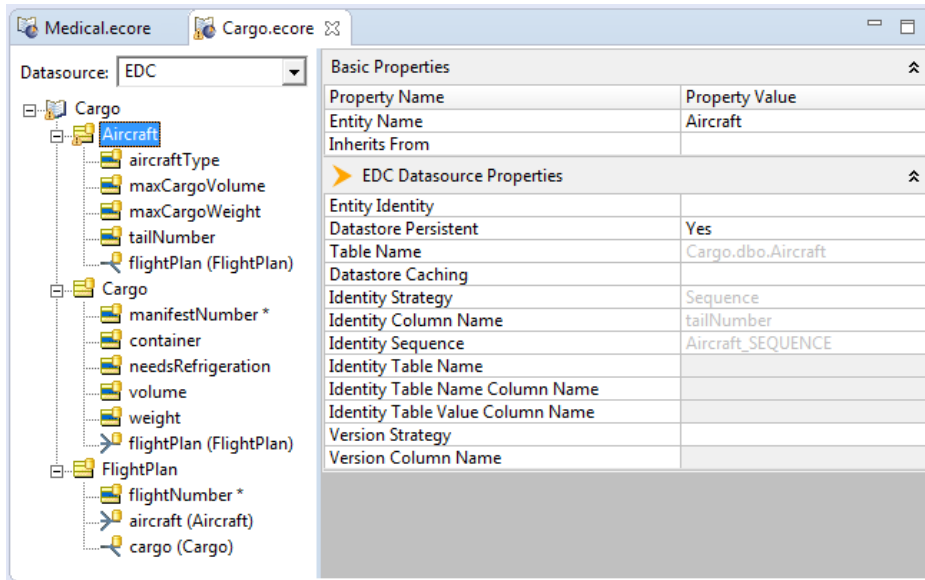 Medical.ecore Cargo.ecore
Datasource: EDC
Cargo
Aircraft
aircraftType
maxCargoVolume
maxCargoWeight
tailNumber
flightPlan (FlightPlan)
Cargo
manifestNumber *
container
needsRefrigeration
volume
weight
flightPlan (FlightPlan)
FlightPlan
flightNumber *
aircraft (Aircraft)
cargo (Cargo)
Basic Properties
Property Name Property Value
Entity Name Aircraft
Inherits From
EDC Datasource Properties
Entity Identity
Datastore Persistent Yes
Table Name Cargo.dbo.Aircraft
Datastore Caching
Identity Strategy Sequence
Identity Column Name tailNumber
Identity Sequence Aircraft_SEQUENCE
Identity Table Name
Identity Table Name Column Name
Identity Table Value Column Name
Version Strategy
Version Column Name